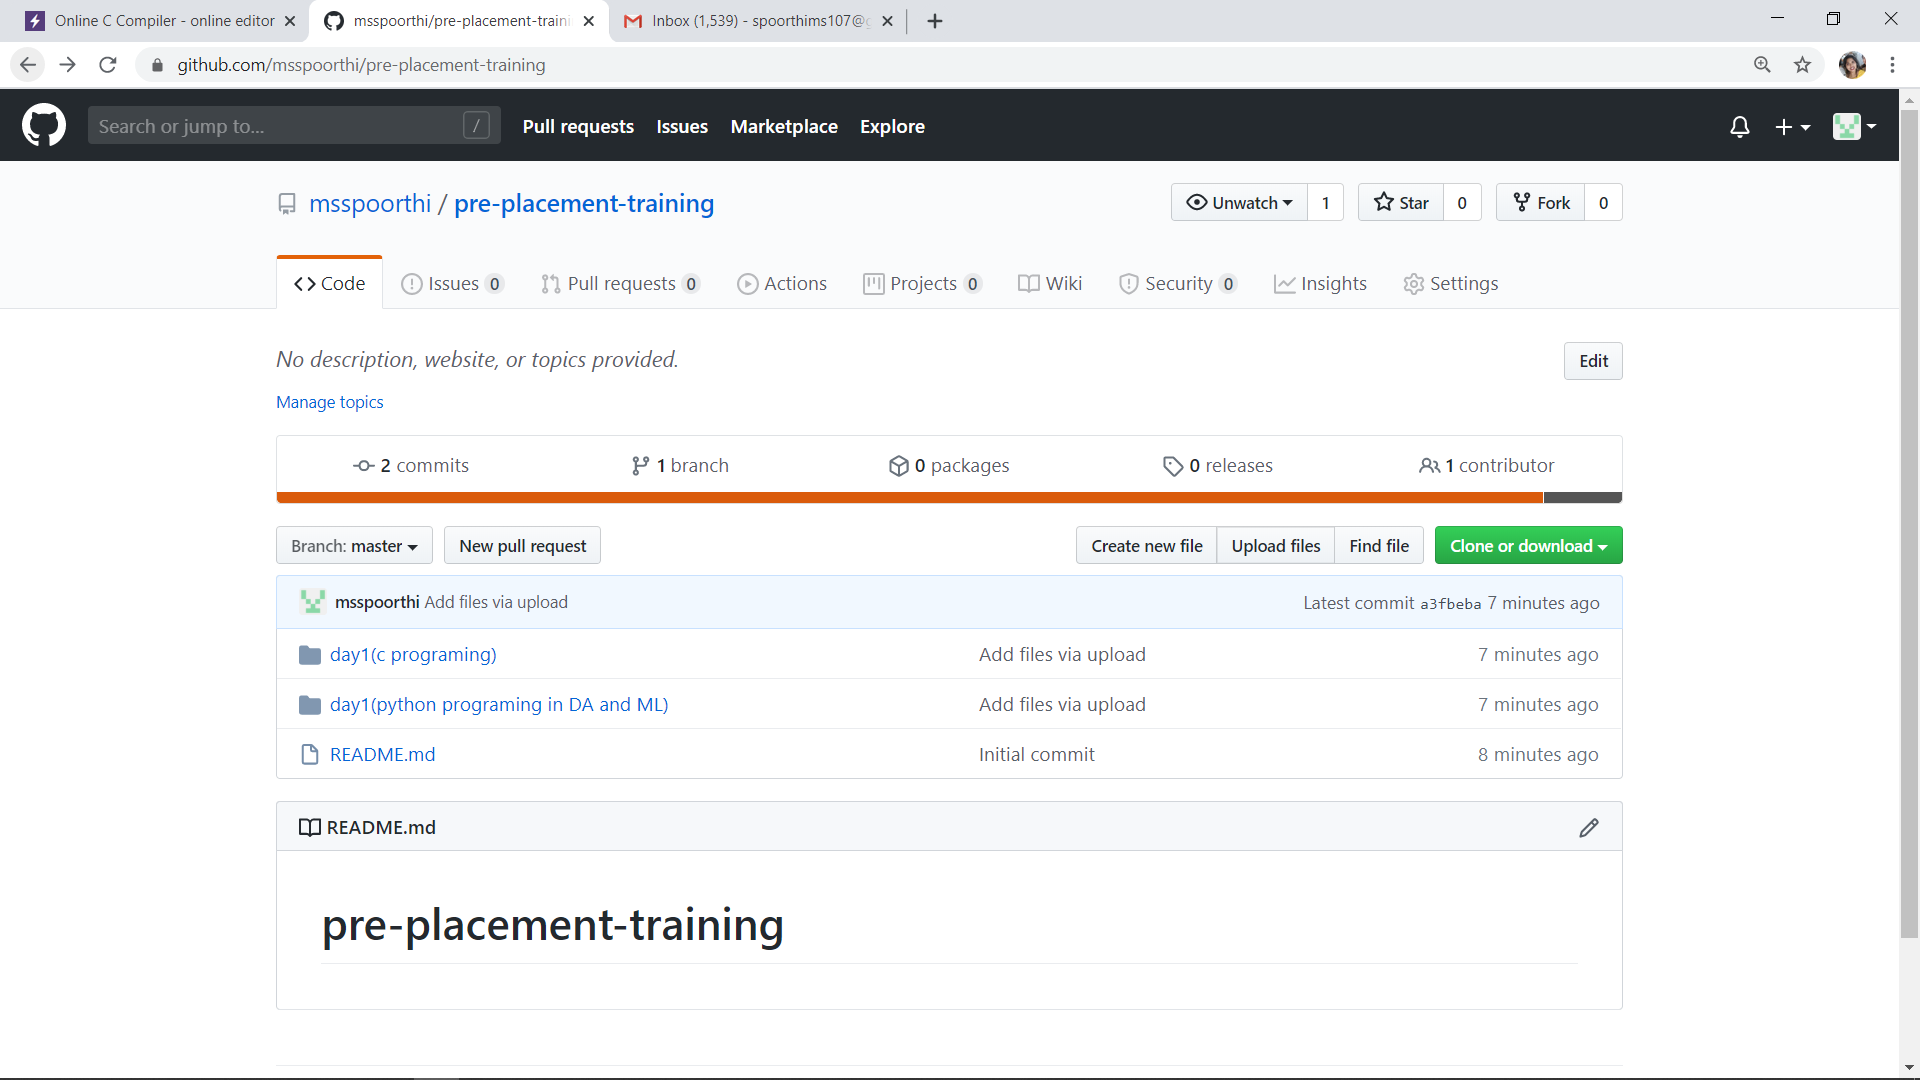 Online C Compiler - online editor
msspoorthi/pre-placement-traini
Inbox (1,539) - spoorthims107@g
github.com/msspoorthi/pre-placement-training
Search or jump to...
/
Pull requests Issues Marketplace Explore
msspoorthi / pre-placement-training
Unwatch 1 Star 0 Fork 0
Code Issues 0 Pull requests 0 Actions Projects 0 Wiki Security 0 Insights Settings
No description, website, or topics provided.
Edit
Manage topics
2 commits 1 branch 0 packages 0 releases 1 contributor
Branch: master New pull request Create new file Upload files Find file Clone or download
msspoorthi Add files via upload Latest commit a3fbeba 7 minutes ago
day1(c programing) Add files via upload 7 minutes ago
day1(python programing in DA and ML) Add files via upload 7 minutes ago
README.md Initial commit 8 minutes ago
README.md
pre-placement-training